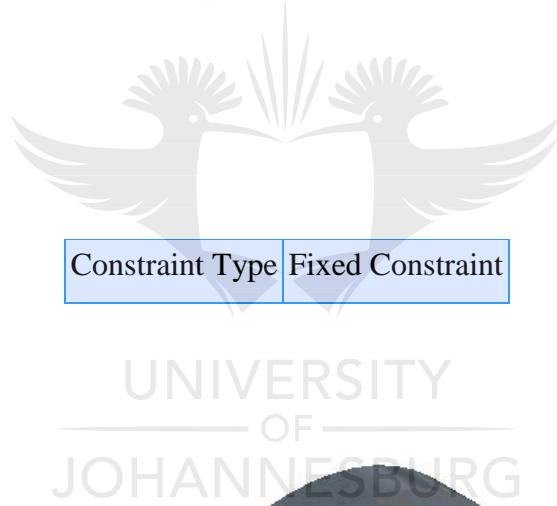 Constraint Type Fixed Constraint
UNIVERSITY
OF
JOHANNESBURG